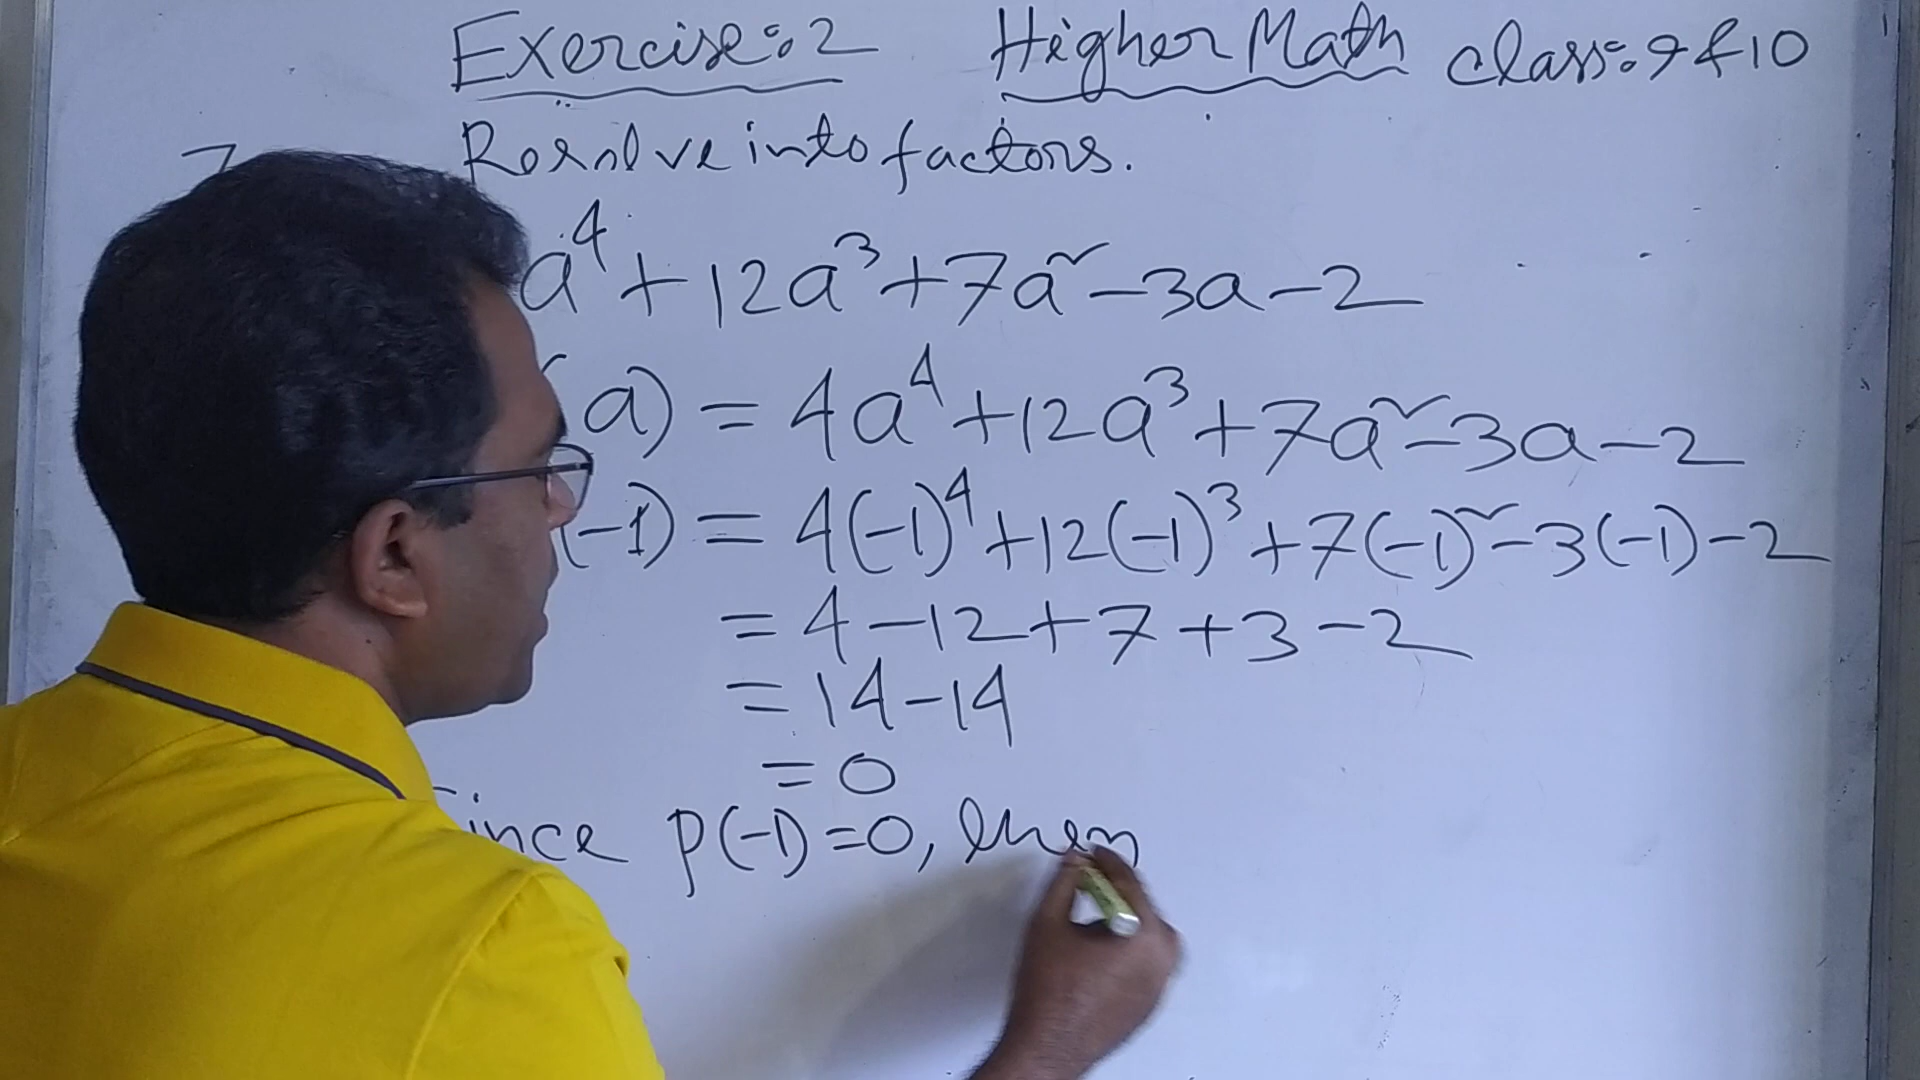 Exercise:2 Higher Math class:9 & 10
7 Resolve into factors.
a⁴+12a³+7a²-3a-2
(a) = 4a⁴+12a³+7a²-3a-2
(-1) = 4(-1)⁴+12(-1)³+7(-1)²-3(-1)-2
=4-12+7+3-2
=14-14
=0
ince p(-1)=0, then